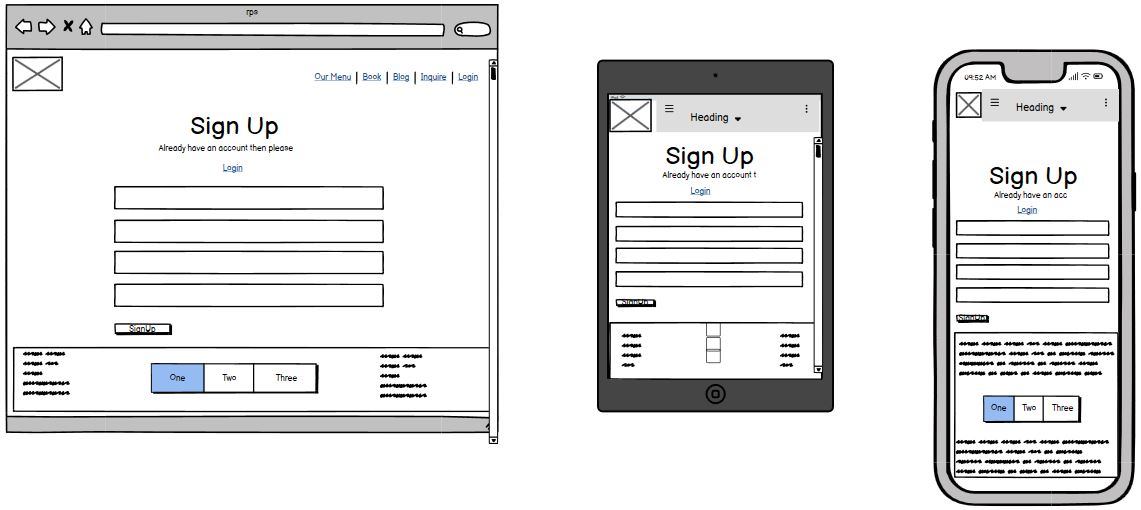 rps
Our Menu | Book | Blog | Inquire | Login
Sign Up
Already have an account then please
Login
SignUp
One Two Three
Heading
Sign Up
Already have an account t
Login
SignUp
09:52 AM
Heading
Sign Up
Already have an acc
Login
SignUp
One Two Three